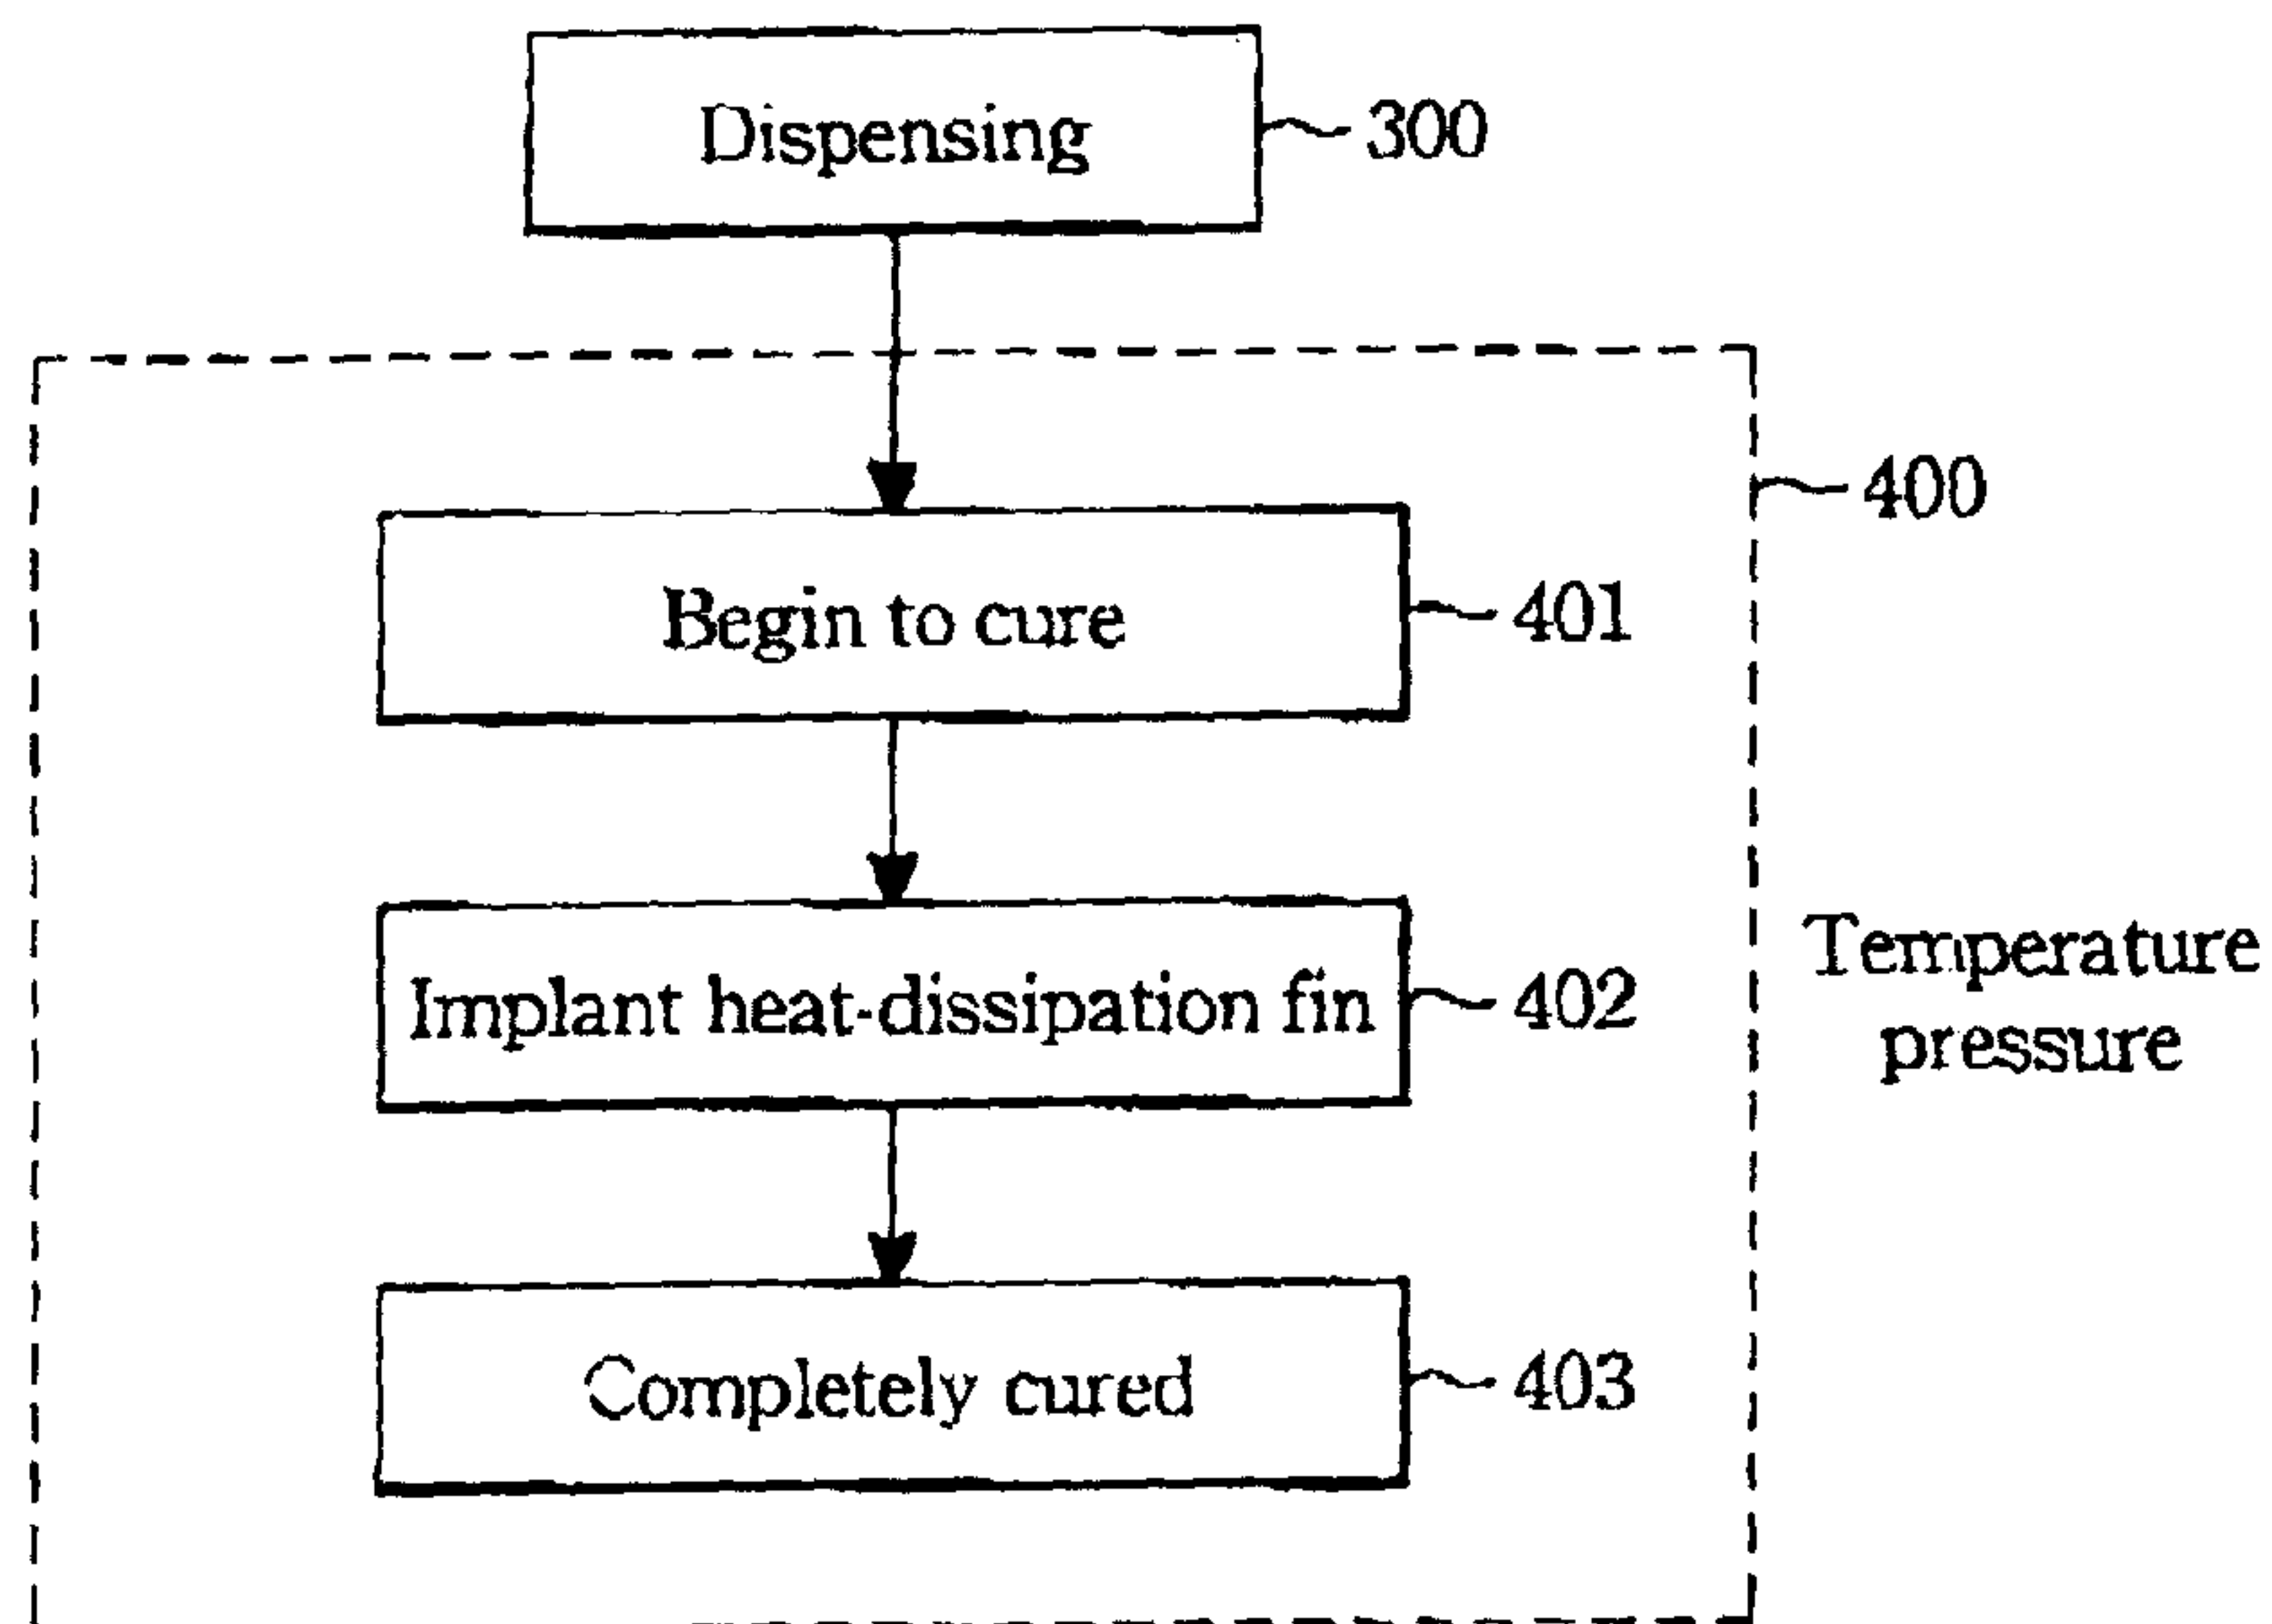 Dispensing
300
400
Begin to cure
401
Implant heat-dissipation fin
402
Temperature
pressure
Completely cured
403